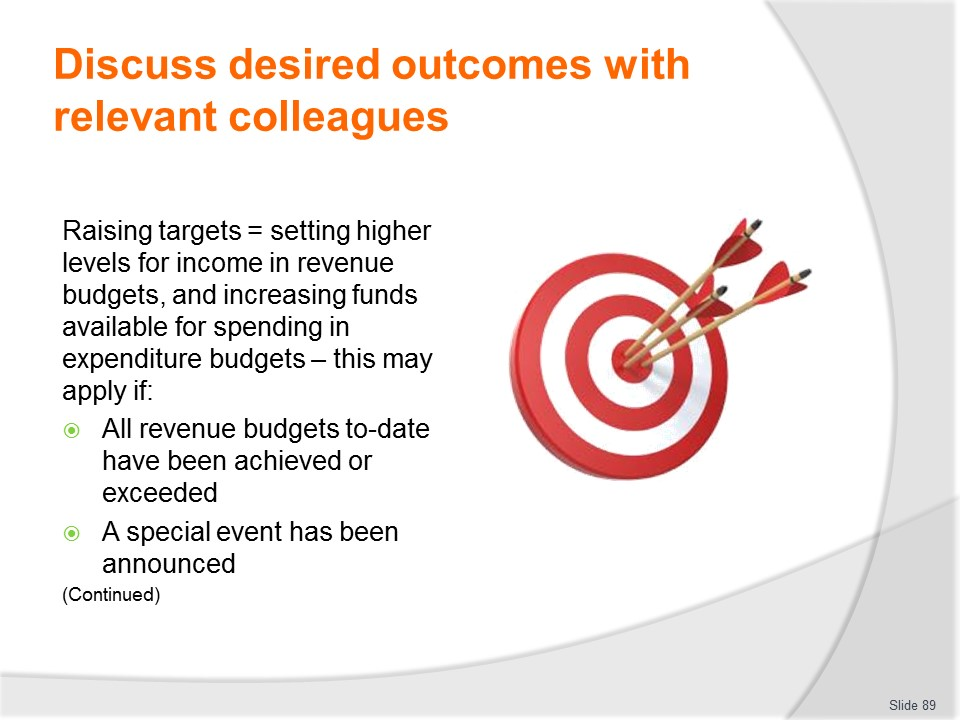 Discuss desired outcomes with
relevant colleagues
Raising targets = setting higher
levels for income in revenue
budgets, and increasing funds
available for spending in
expenditure budgets – this may
apply if:
All revenue budgets to-date
have been achieved or
exceeded
A special event has been
announced
(Continued)
Slide 89